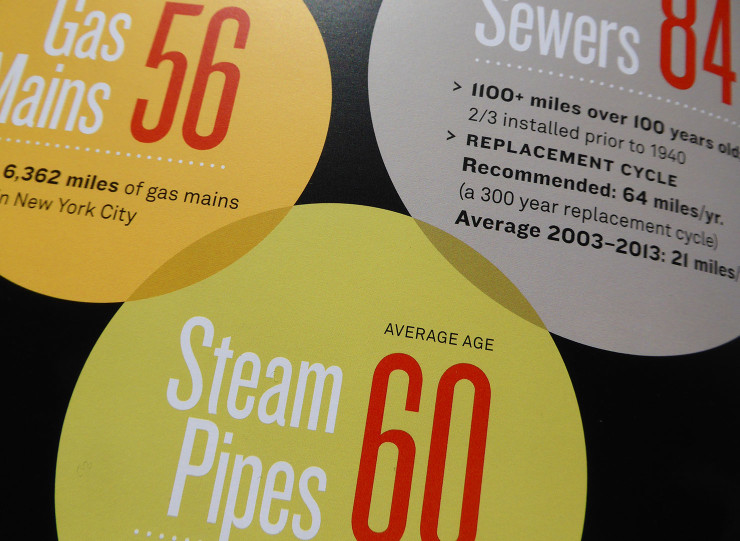 Gas
Mains 56
6,362 miles of gas mains
in New York City
Sewers 84
> 1100+ miles over 100 years old
2/3 installed prior to 1940
> REPLACEMENT CYCLE
Recommended: 64 miles/yr.
(a 300 year replacement cycle)
Average 2003–2013: 21 miles/
AVERAGE AGE
Steam
Pipes 60